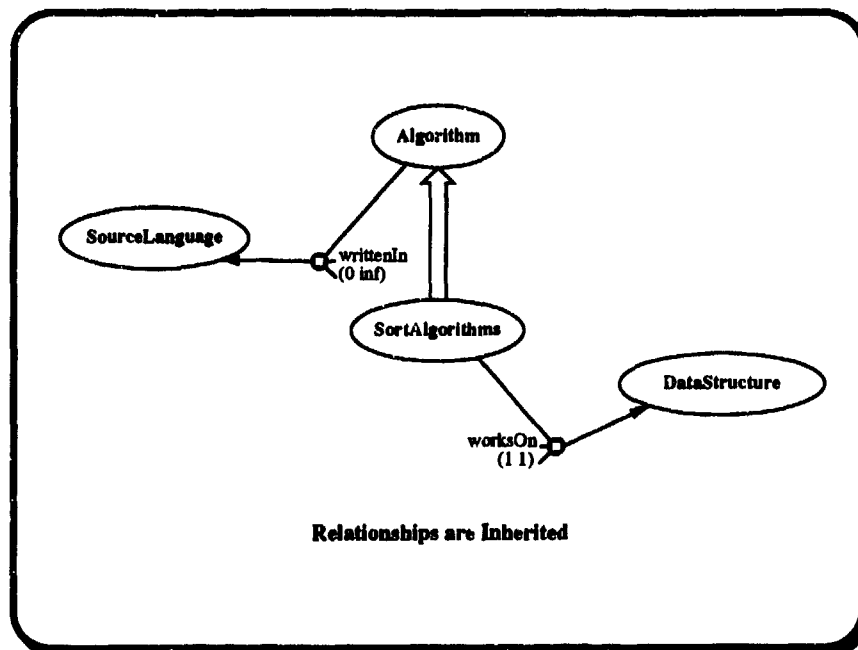 Algorithm
SourceLanguage
writtenIn
(0 inf)
SortAlgorithms
DataStructure
worksOn
(1 1)
Relationships are Inherited